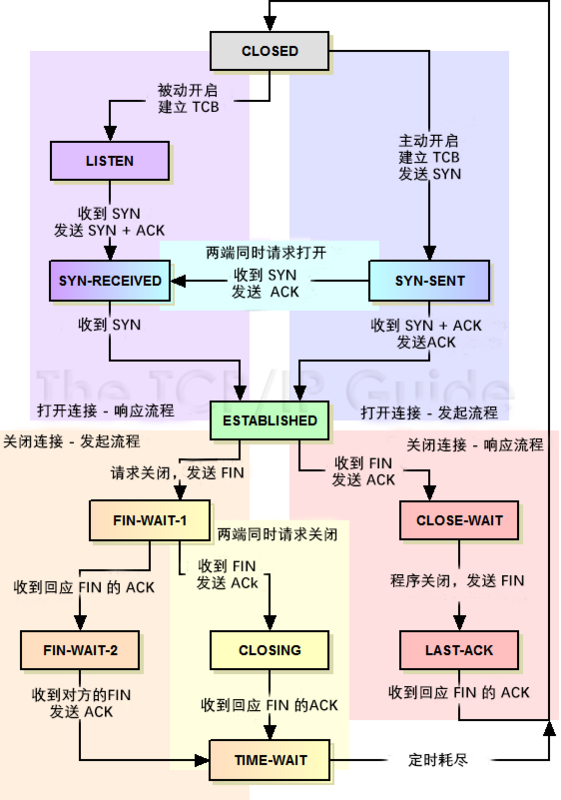 CLOSED
被动开启
建立 TCB
主动开启
建立 TCB
发送 SYN
LISTEN
收到 SYN
发送 SYN + ACK
两端同时请求打开
SYN-RECEIVED
收到 SYN
发送 ACK
SYN-SENT
收到 SYN
收到 SYN + ACK
发送ACK
The TCP/IP Guide
打开连接 - 响应流程
ESTABLISHED
打开连接 - 发起流程
关闭连接 - 发起流程
关闭连接 - 响应流程
请求关闭，发送 FIN
收到 FIN
发送 ACK
FIN-WAIT-1
两端同时请求关闭
CLOSE-WAIT
收到回应 FIN 的 ACK
收到 FIN
发送 ACk
程序关闭，发送 FIN
FIN-WAIT-2
CLOSING
LAST-ACK
收到对方的FIN
发送 ACK
收到回应 FIN 的ACK
收到回应 FIN 的 ACK
TIME-WAIT
定时耗尽